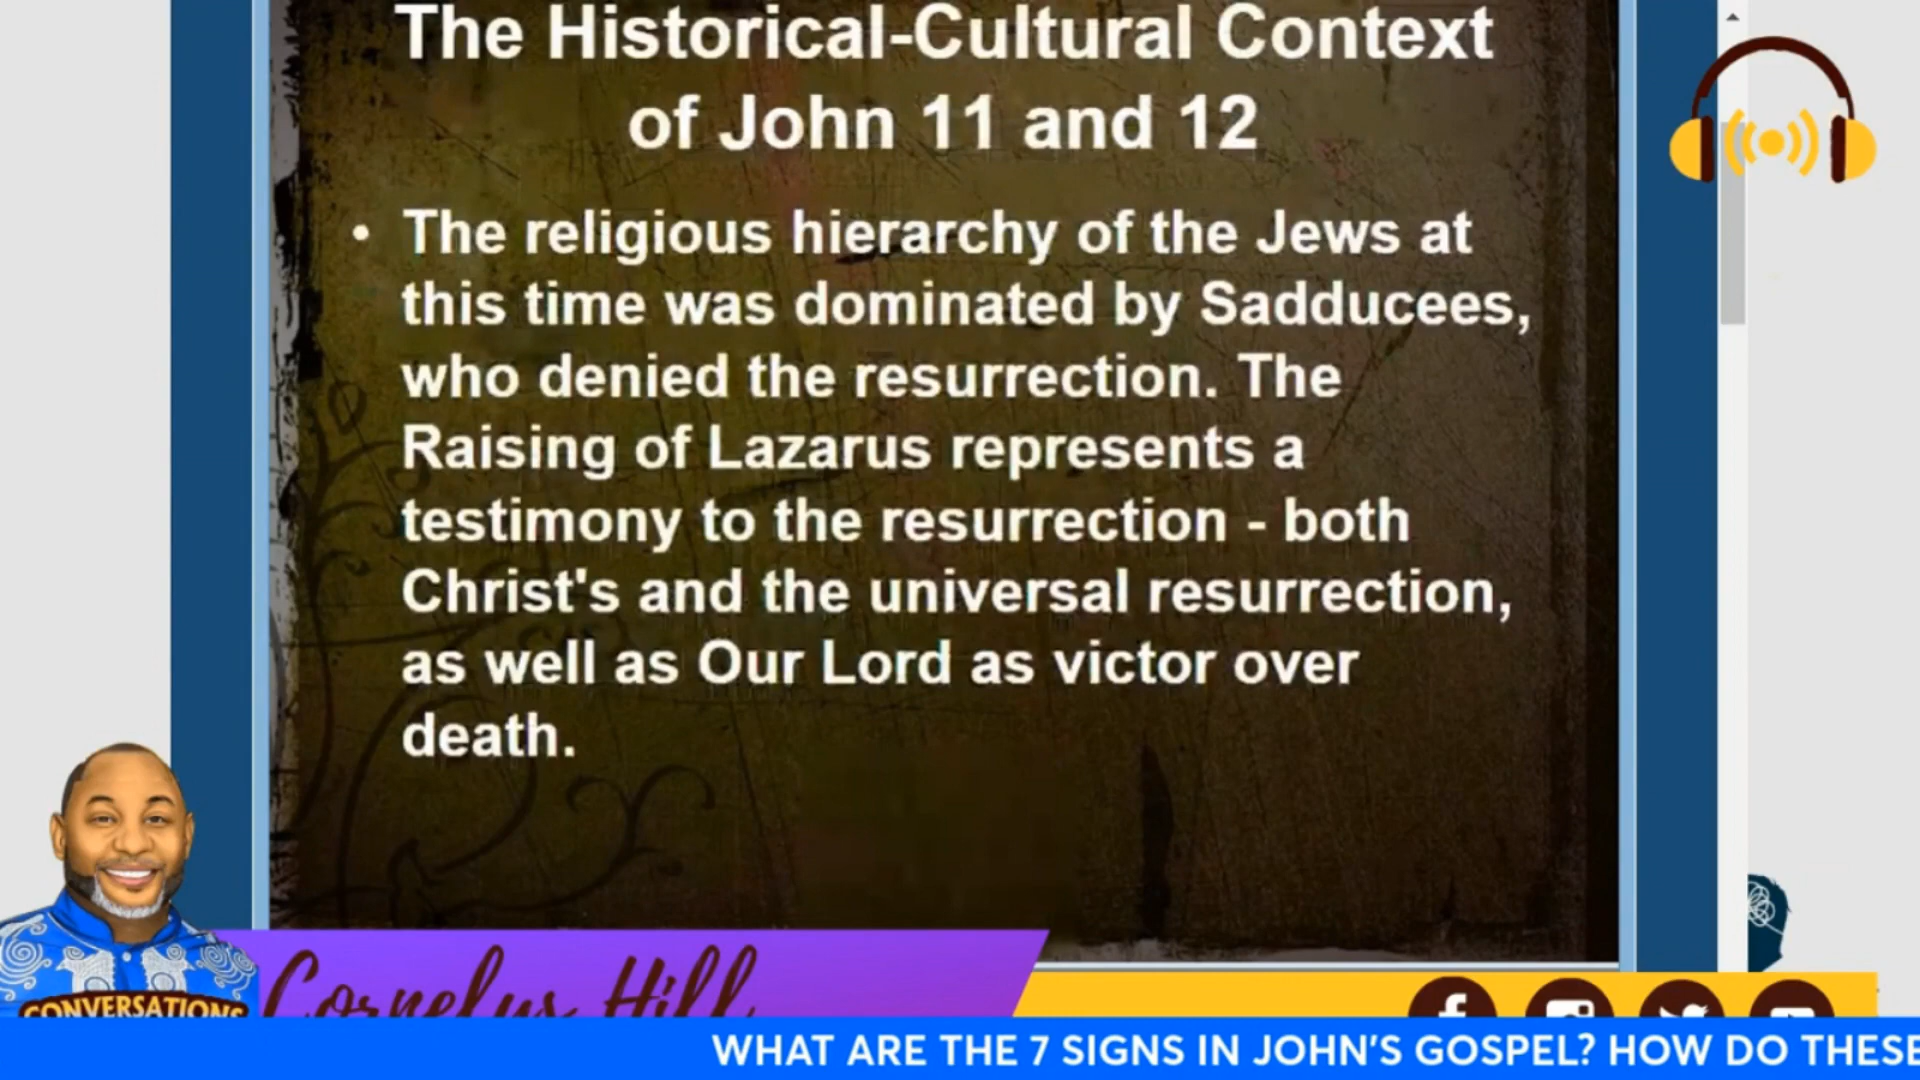 The Historical-Cultural Context
of John 11 and 12
• The religious hierarchy of the Jews at
this time was dominated by Sadducees,
who denied the resurrection. The
Raising of Lazarus represents a
testimony to the resurrection - both
Christ's and the universal resurrection,
as well as Our Lord as victor over
death.
CONVERSATIONS
Cornelus Hill
WHAT ARE THE 7 SIGNS IN JOHN'S GOSPEL? HOW DO THESE